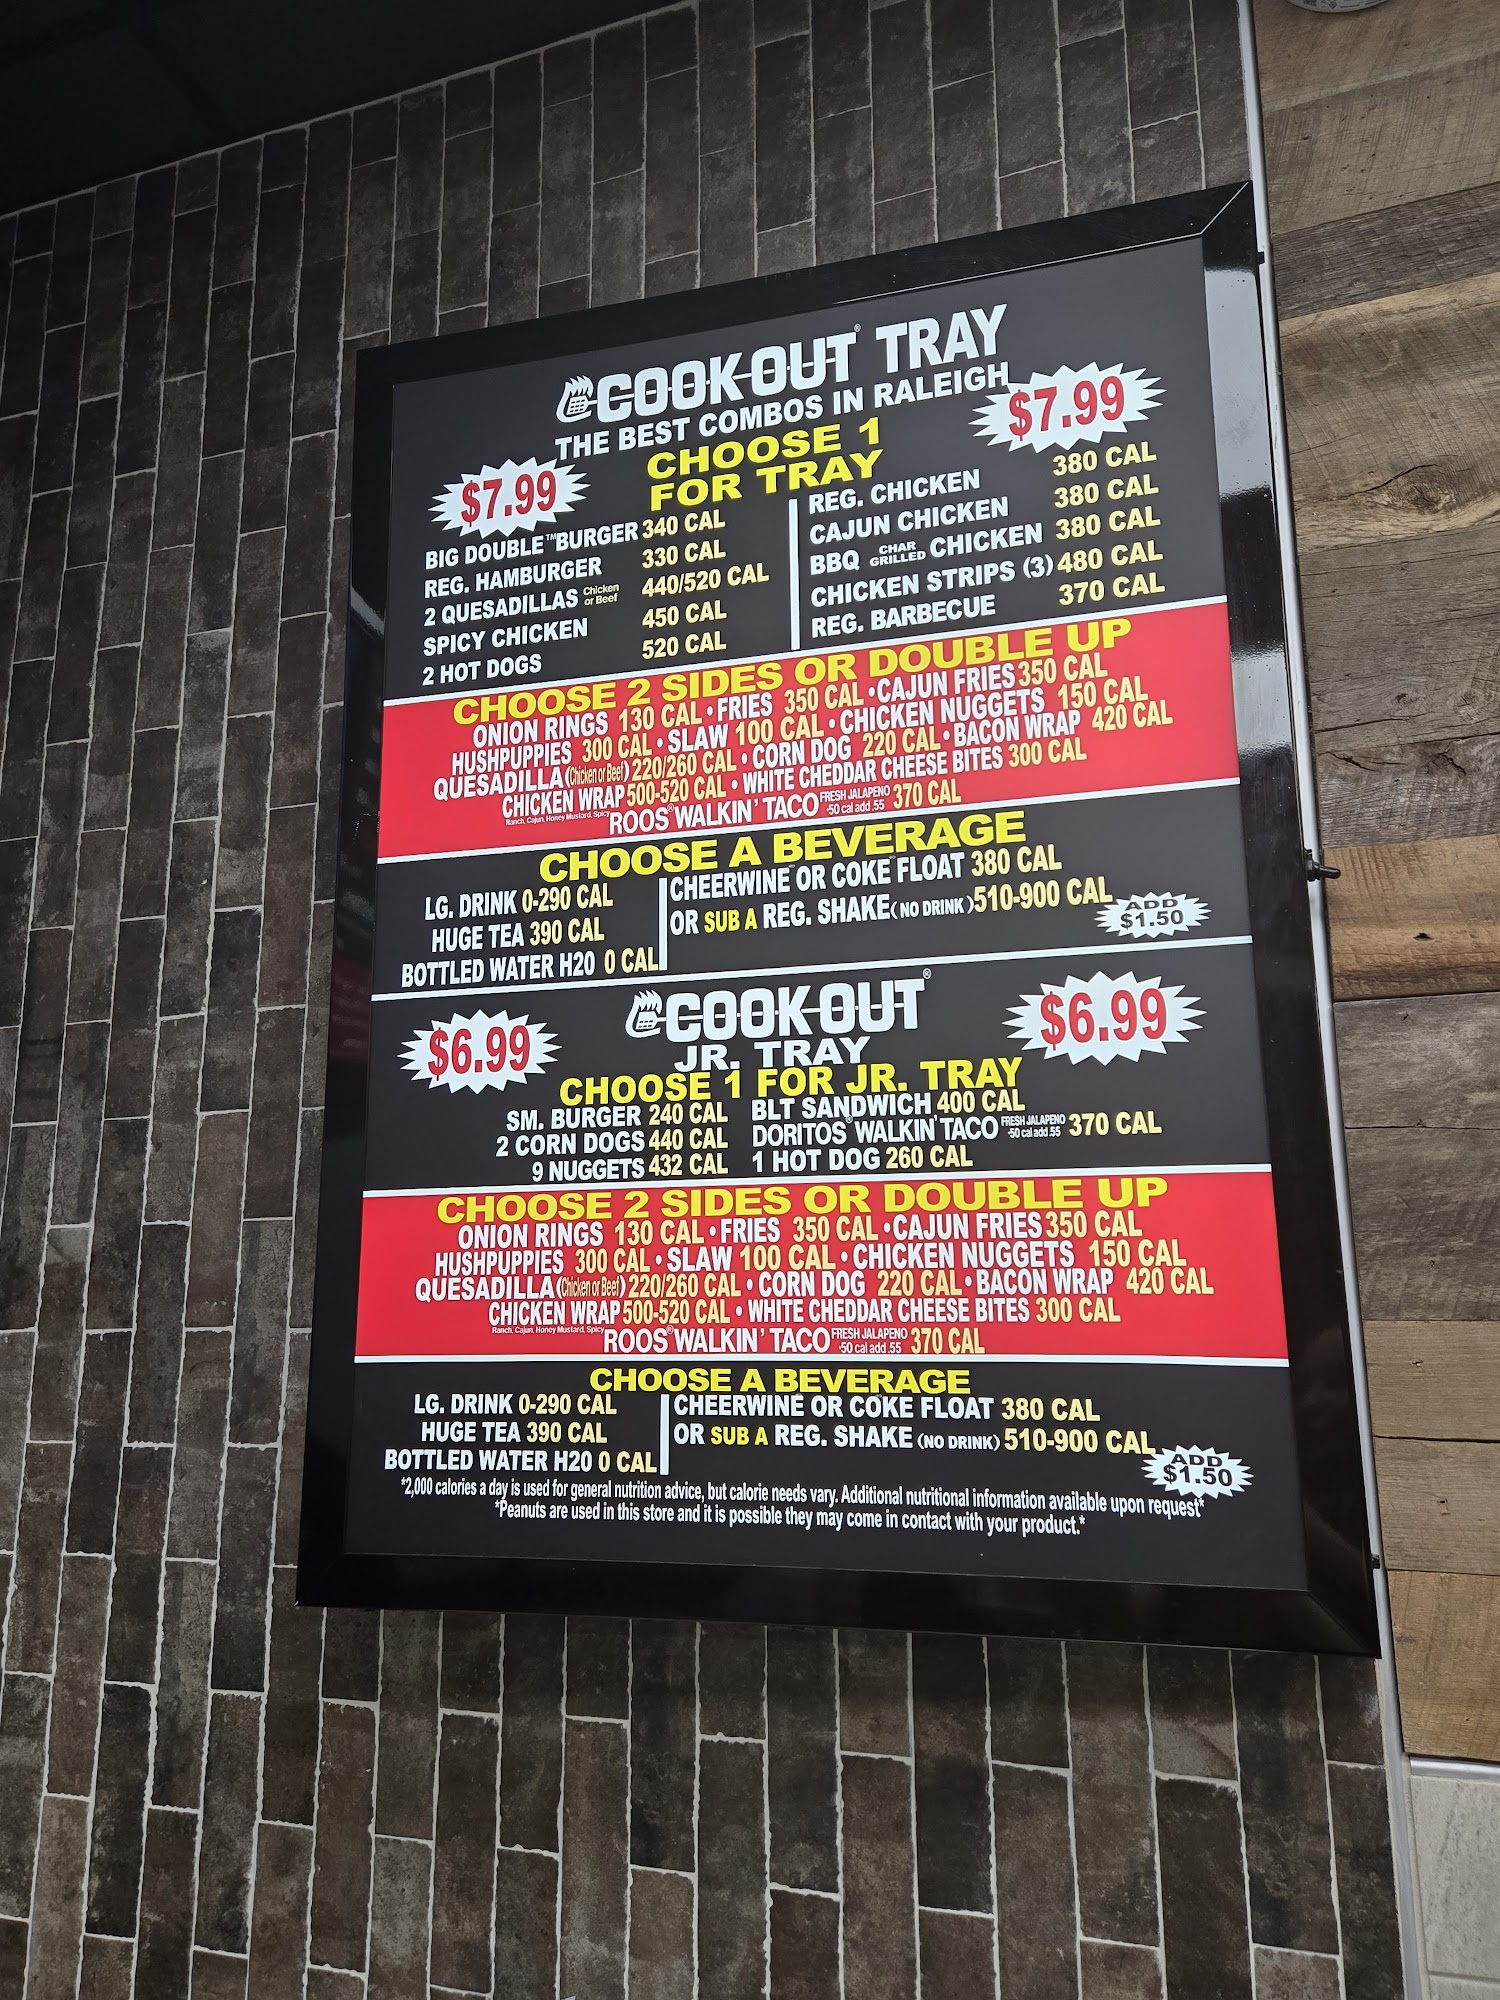 COOK OUT® TRAY
THE BEST COMBOS IN RALEIGH
$7.99
$7.99
CHOOSE 1
FOR TRAY
BIG DOUBLE™ BURGER 340 CAL
REG. HAMBURGER 330 CAL
2 QUESADILLAS Chicken or Beef 440/520 CAL
SPICY CHICKEN 450 CAL
2 HOT DOGS 520 CAL
REG. CHICKEN 380 CAL
CAJUN CHICKEN 380 CAL
BBQ CHAR GRILLED CHICKEN 380 CAL
CHICKEN STRIPS (3) 480 CAL
REG. BARBECUE 370 CAL
CHOOSE 2 SIDES OR DOUBLE UP
ONION RINGS 130 CAL • FRIES 350 CAL • CAJUN FRIES 350 CAL
HUSHPUPPIES 300 CAL • SLAW 100 CAL • CHICKEN NUGGETS 150 CAL
QUESADILLA (Chicken or Beef) 220/260 CAL • CORN DOG 220 CAL • BACON WRAP 420 CAL
CHICKEN WRAP 500-520 CAL • WHITE CHEDDAR CHEESE BITES 300 CAL
Ranch, Cajun, Honey Mustard, Spicy ROOS® WALKIN' TACO FRESH JALAPENO -50 cal add .55 370 CAL
CHOOSE A BEVERAGE
LG. DRINK 0-290 CAL
HUGE TEA 390 CAL
BOTTLED WATER H20 0 CAL
CHEERWINE OR COKE FLOAT 380 CAL
OR SUB A REG. SHAKE (NO DRINK) 510-900 CAL
ADD
$1.50
COOK OUT®
JR. TRAY
$6.99
$6.99
CHOOSE 1 FOR JR. TRAY
SM. BURGER 240 CAL
2 CORN DOGS 440 CAL
9 NUGGETS 432 CAL
BLT SANDWICH 400 CAL
DORITOS® WALKIN' TACO FRESH JALAPENO -50 cal add .55 370 CAL
1 HOT DOG 260 CAL
CHOOSE 2 SIDES OR DOUBLE UP
ONION RINGS 130 CAL • FRIES 350 CAL • CAJUN FRIES 350 CAL
HUSHPUPPIES 300 CAL • SLAW 100 CAL • CHICKEN NUGGETS 150 CAL
QUESADILLA (Chicken or Beef) 220/260 CAL • CORN DOG 220 CAL • BACON WRAP 420 CAL
CHICKEN WRAP 500-520 CAL • WHITE CHEDDAR CHEESE BITES 300 CAL
Ranch, Cajun, Honey Mustard, Spicy ROOS® WALKIN' TACO FRESH JALAPENO -50 cal add .55 370 CAL
CHOOSE A BEVERAGE
LG. DRINK 0-290 CAL
HUGE TEA 390 CAL
BOTTLED WATER H20 0 CAL
CHEERWINE OR COKE FLOAT 380 CAL
OR SUB A REG. SHAKE (NO DRINK) 510-900 CAL
ADD
$1.50
*2,000 calories a day is used for general nutrition advice, but calorie needs vary. Additional nutritional information available upon request*
*Peanuts are used in this store and it is possible they may come in contact with your product.*